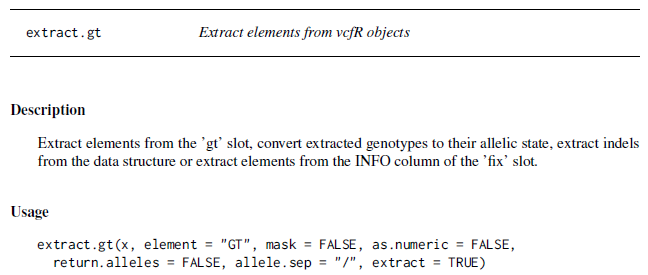 extract.gt Extract elements from vcfR objects
Description
Extract elements from the 'gt' slot, convert extracted genotypes to their allelic state, extract indels
from the data structure or extract elements from the INFO column of the 'fix' slot.
Usage
extract.gt(x, element = "GT", mask = FALSE, as.numeric = FALSE,
return.alleles = FALSE, allele.sep = "/", extract = TRUE)